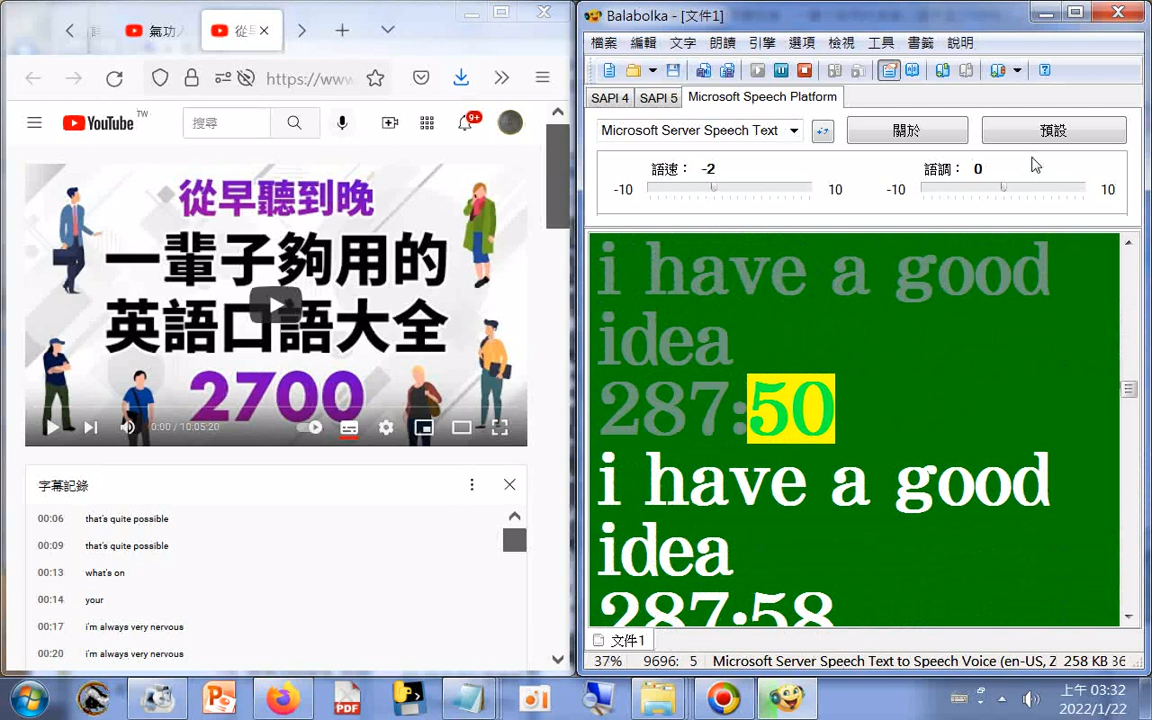 氣功
從
https://www
YouTube TW
搜尋
9+
從早聽到晚
一輩子夠用的
英語口語大全
2700
0:00 / 10:05:20
字幕記錄
00:06 that's quite possible
00:09 that's quite possible
00:13 what's on
00:14 your
00:17 i'm always very nervous
00:20 i'm always very nervous
Balabolka - [文件1]
檔案 編輯 文字 朗讀 引擎 選項 檢視 工具 書籤 說明
SAPI 4 SAPI 5 Microsoft Speech Platform
Microsoft Server Speech Text 關於 預設
語速： -2 語調： 0
-10 10 -10 10
i have a good
idea
287:50
i have a good
idea
287:58
文件1
37% 9696: 5 Microsoft Server Speech Text to Speech Voice (en-US, Z 258 KB 36
PDF
上午 03:32
2022/1/22